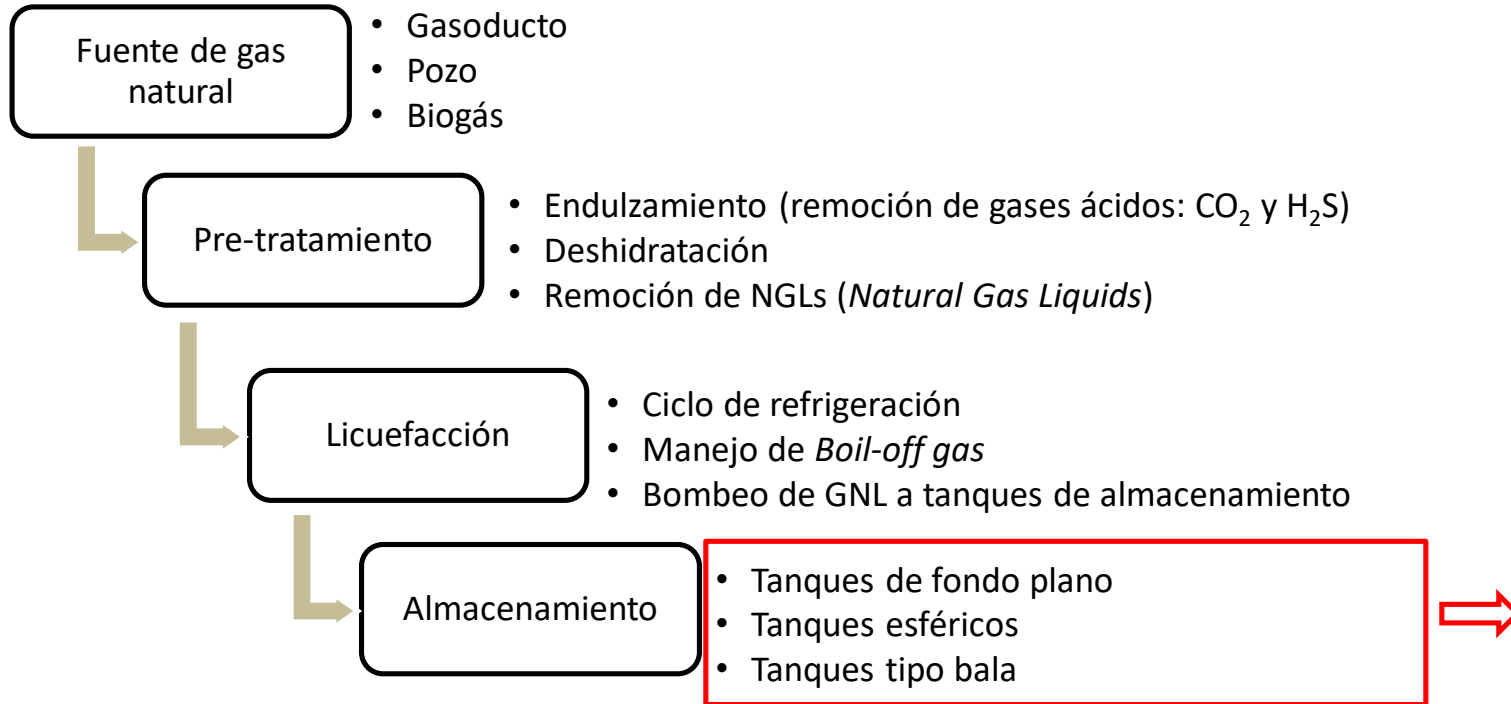 Fuente de gas
natural
• Gasoducto
• Pozo
• Biogás
Pre-tratamiento
• Endulzamiento (remoción de gases ácidos: CO₂ y H₂S)
• Deshidratación
• Remoción de NGLs (Natural Gas Liquids)
Licuefacción
• Ciclo de refrigeración
• Manejo de Boil-off gas
• Bombeo de GNL a tanques de almacenamiento
Almacenamiento
• Tanques de fondo plano
• Tanques esféricos
• Tanques tipo bala